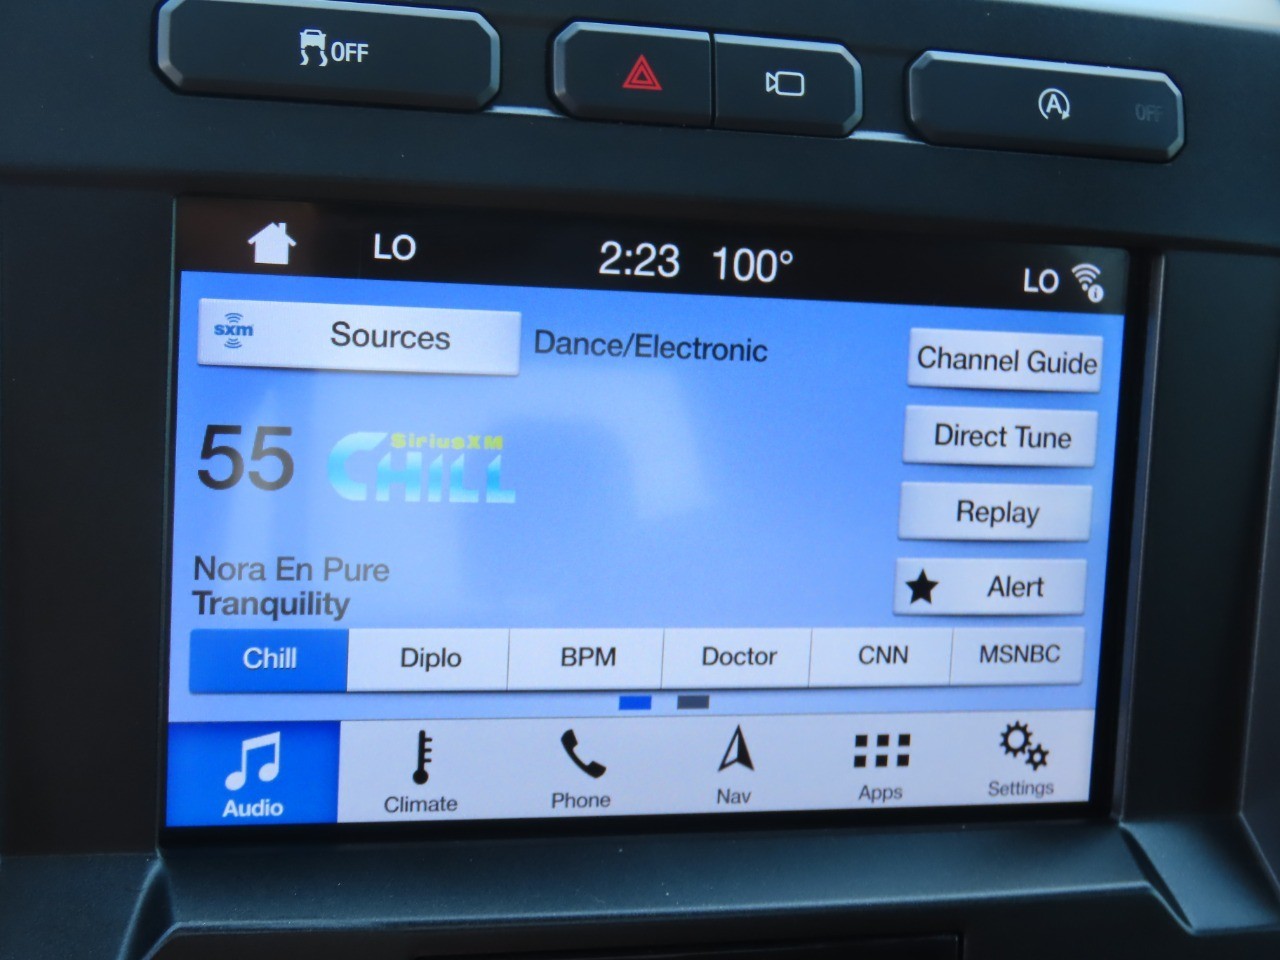 OFF
A
OFF
LO
2:23
100°
LO
sxm
Sources
Dance/Electronic
Channel Guide
55
SiriusXM
CHILL
Direct Tune
Replay
Nora En Pure
Tranquility
Alert
Chill
Diplo
BPM
Doctor
CNN
MSNBC
Audio
Climate
Phone
Nav
Apps
Settings